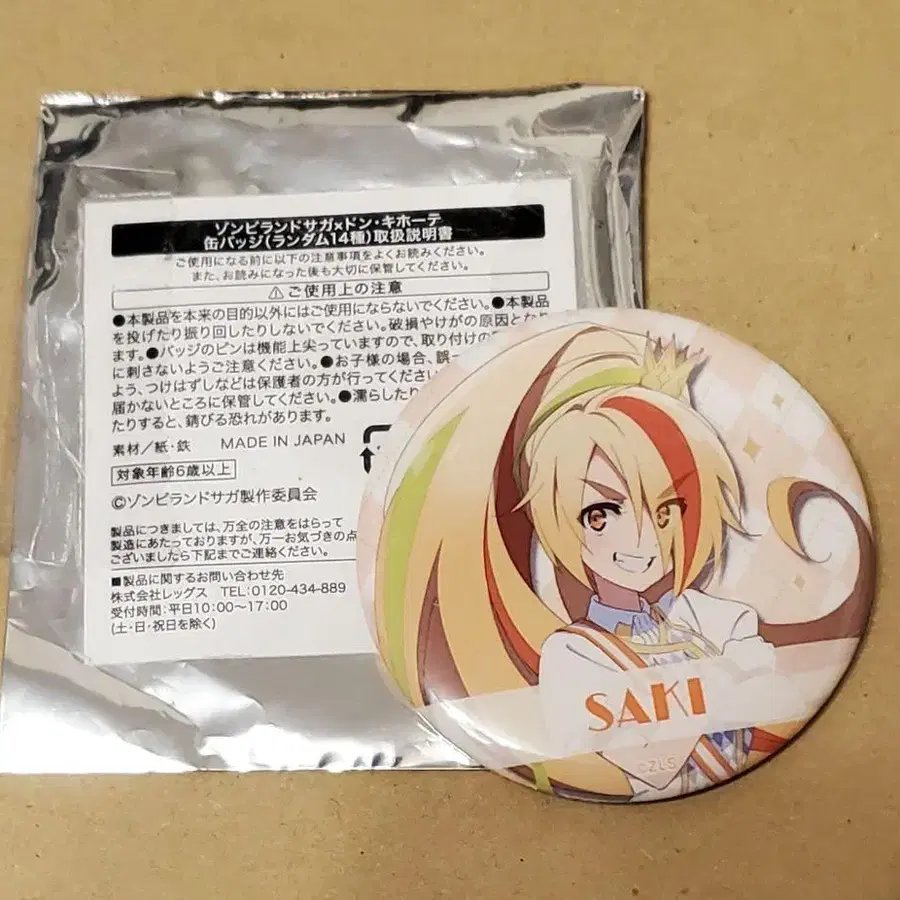 ゾンビランドサガ×ドン・キホーテ
缶バッジ(ランダム14種)取扱説明書
ご使用になる前に以下の注意事項をよくお読みください。
また、お読みになった後も大切に保管してください。
⚠ご使用上の注意
●本製品を本来の目的以外にはご使用にならないでください。●本製品
を投げたり振り回したりしないでください。破損やけがの原因となり
ます。●バッジのピンは機能上尖っていますので、取り付けの
に刺さないようご注意ください。●お子様の場合、誤っ
よう、つけはずしなどは保護者の方が行ってくださ
届かないところに保管してください。●濡らしたり
たりすると、錆びる恐れがあります。
素材/紙・鉄 MADE IN JAPAN
対象年齢6歳以上
©ゾンビランドサガ製作委員会
製品につきましては、万全の注意をはらって
製造にあたっておりますが、万一お気づきの点
ございましたら下記までご連絡ください。
■製品に関するお問い合わせ先
株式会社レッグス TEL:0120-434-889
受付時間:平日10:00〜17:00
(土・日・祝日を除く)
SAKI
©ZLS